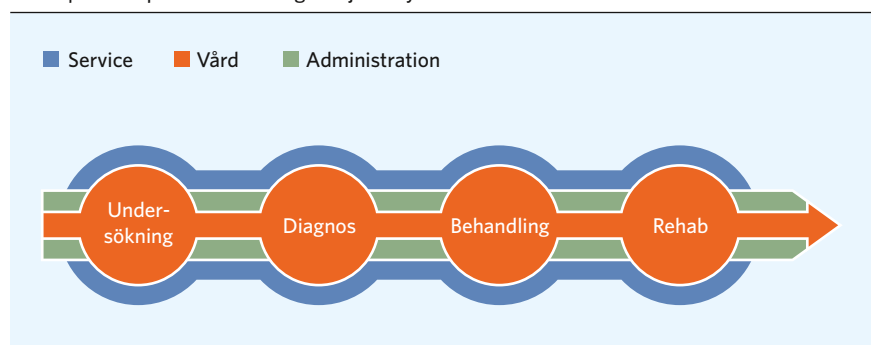 Service
Vård
Administration
Under-
sökning
Diagnos
Behandling
Rehab